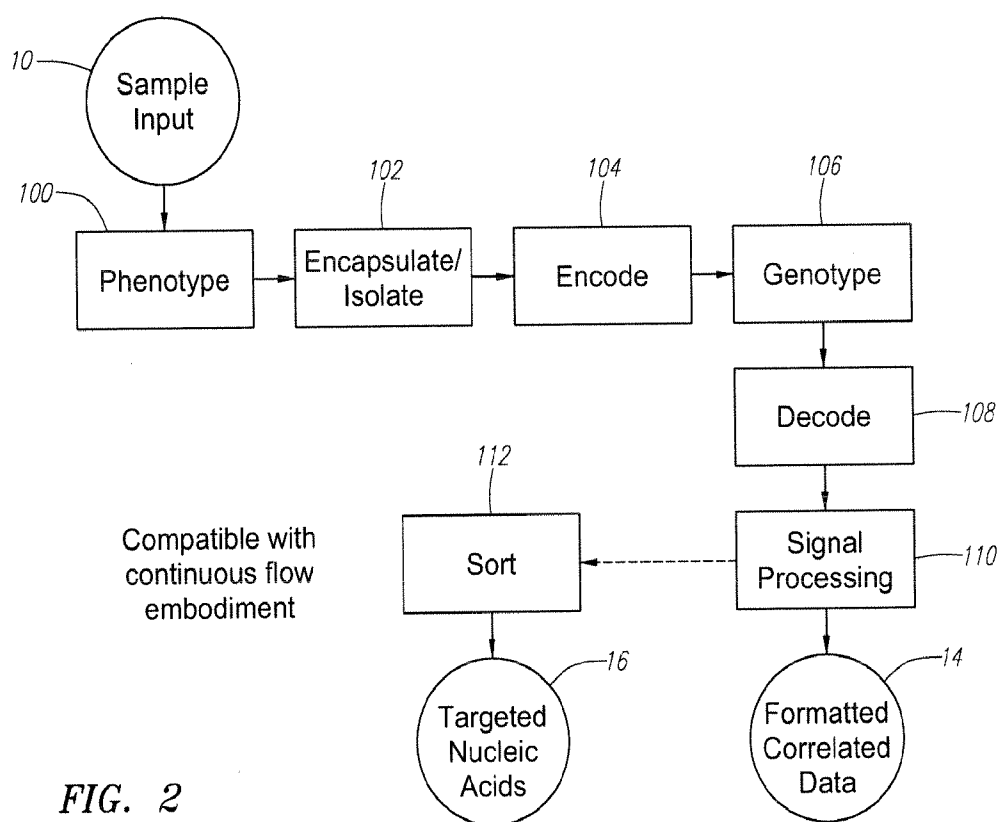 10
Sample
Input
100
102
104
106
Phenotype
Encapsulate/
Isolate
Encode
Genotype
Decode
108
112
Compatible with
continuous flow
embodiment
Sort
Signal
Processing
110
16
14
Targeted
Nucleic
Acids
Formatted
Correlated
Data
FIG. 2